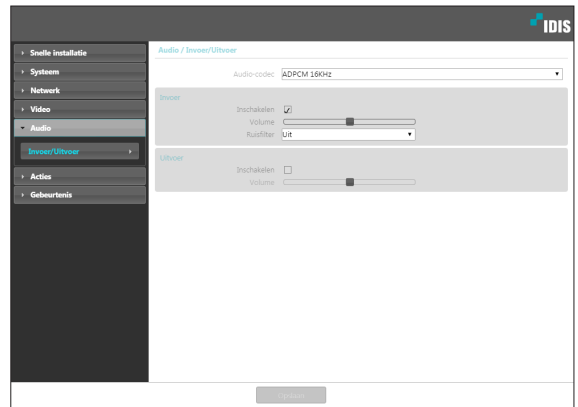 IDIS
Snelle installatie
Systeem
Netwerk
Video
Audio
Invoer/Uitvoer
Acties
Gebeurtenis
Audio / Invoer/Uitvoer
Audio-codec ADPCM 16KHz
Invoer
Inschakelen
Volume
Ruisfilter Uit
Uitvoer
Inschakelen
Volume
Opslaan